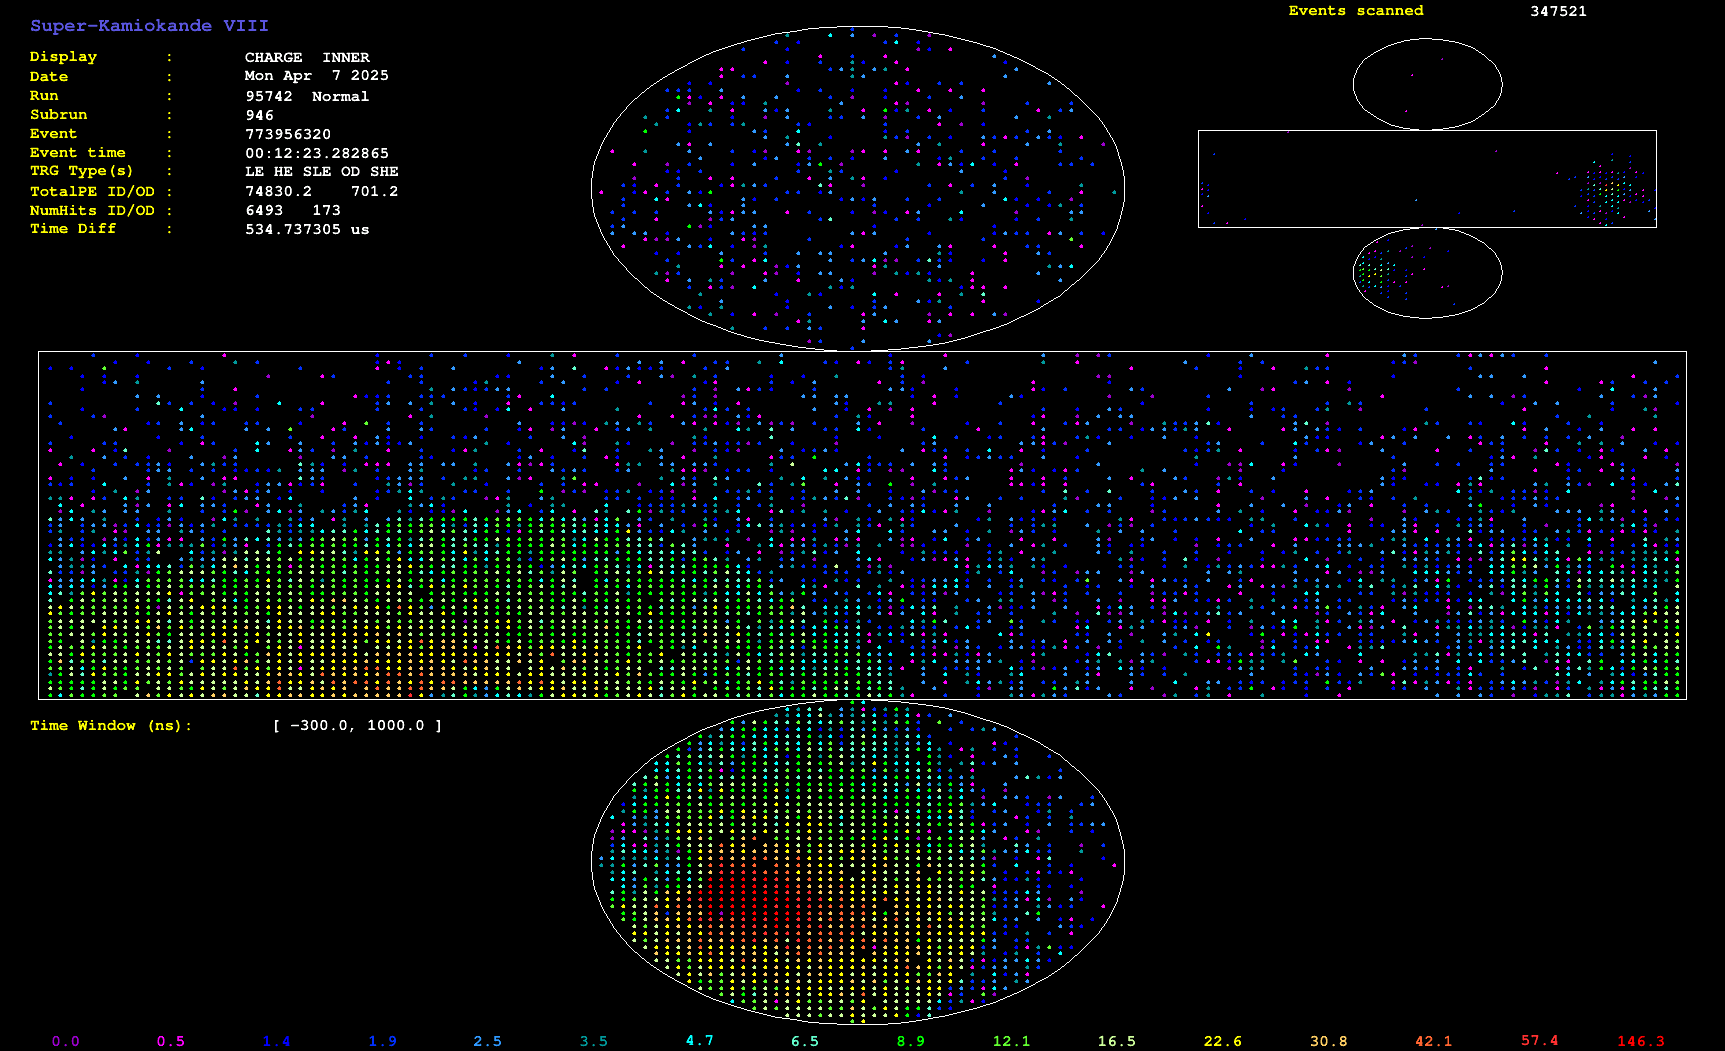 Super-Kamiokande VIII
Events scanned 347521
Display : CHARGE INNER
Date : Mon Apr 7 2025
Run : 95742 Normal
Subrun : 946
Event : 773956320
Event time : 00:12:23.282865
TRG Type(s) : LE HE SLE OD SHE
TotalPE ID/OD : 74830.2 701.2
NumHits ID/OD : 6493 173
Time Diff : 534.737305 us
Time Window (ns): [ -300.0, 1000.0 ]
0.0 0.5 1.4 1.9 2.5 3.5 4.7 6.5 8.9 12.1 16.5 22.6 30.8 42.1 57.4 146.3